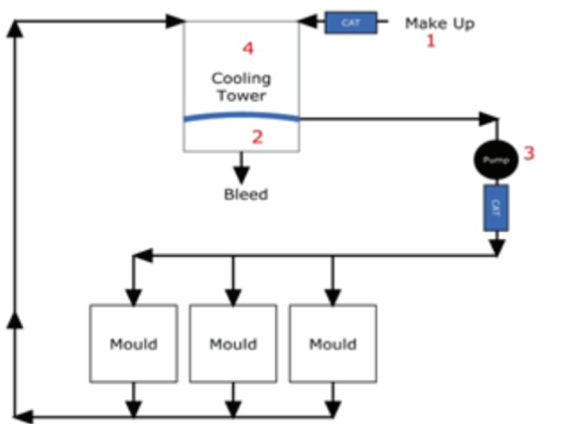 CAT
Make Up
1
4
Cooling
Tower
2
Bleed
Pump
3
CAT
Mould
Mould
Mould